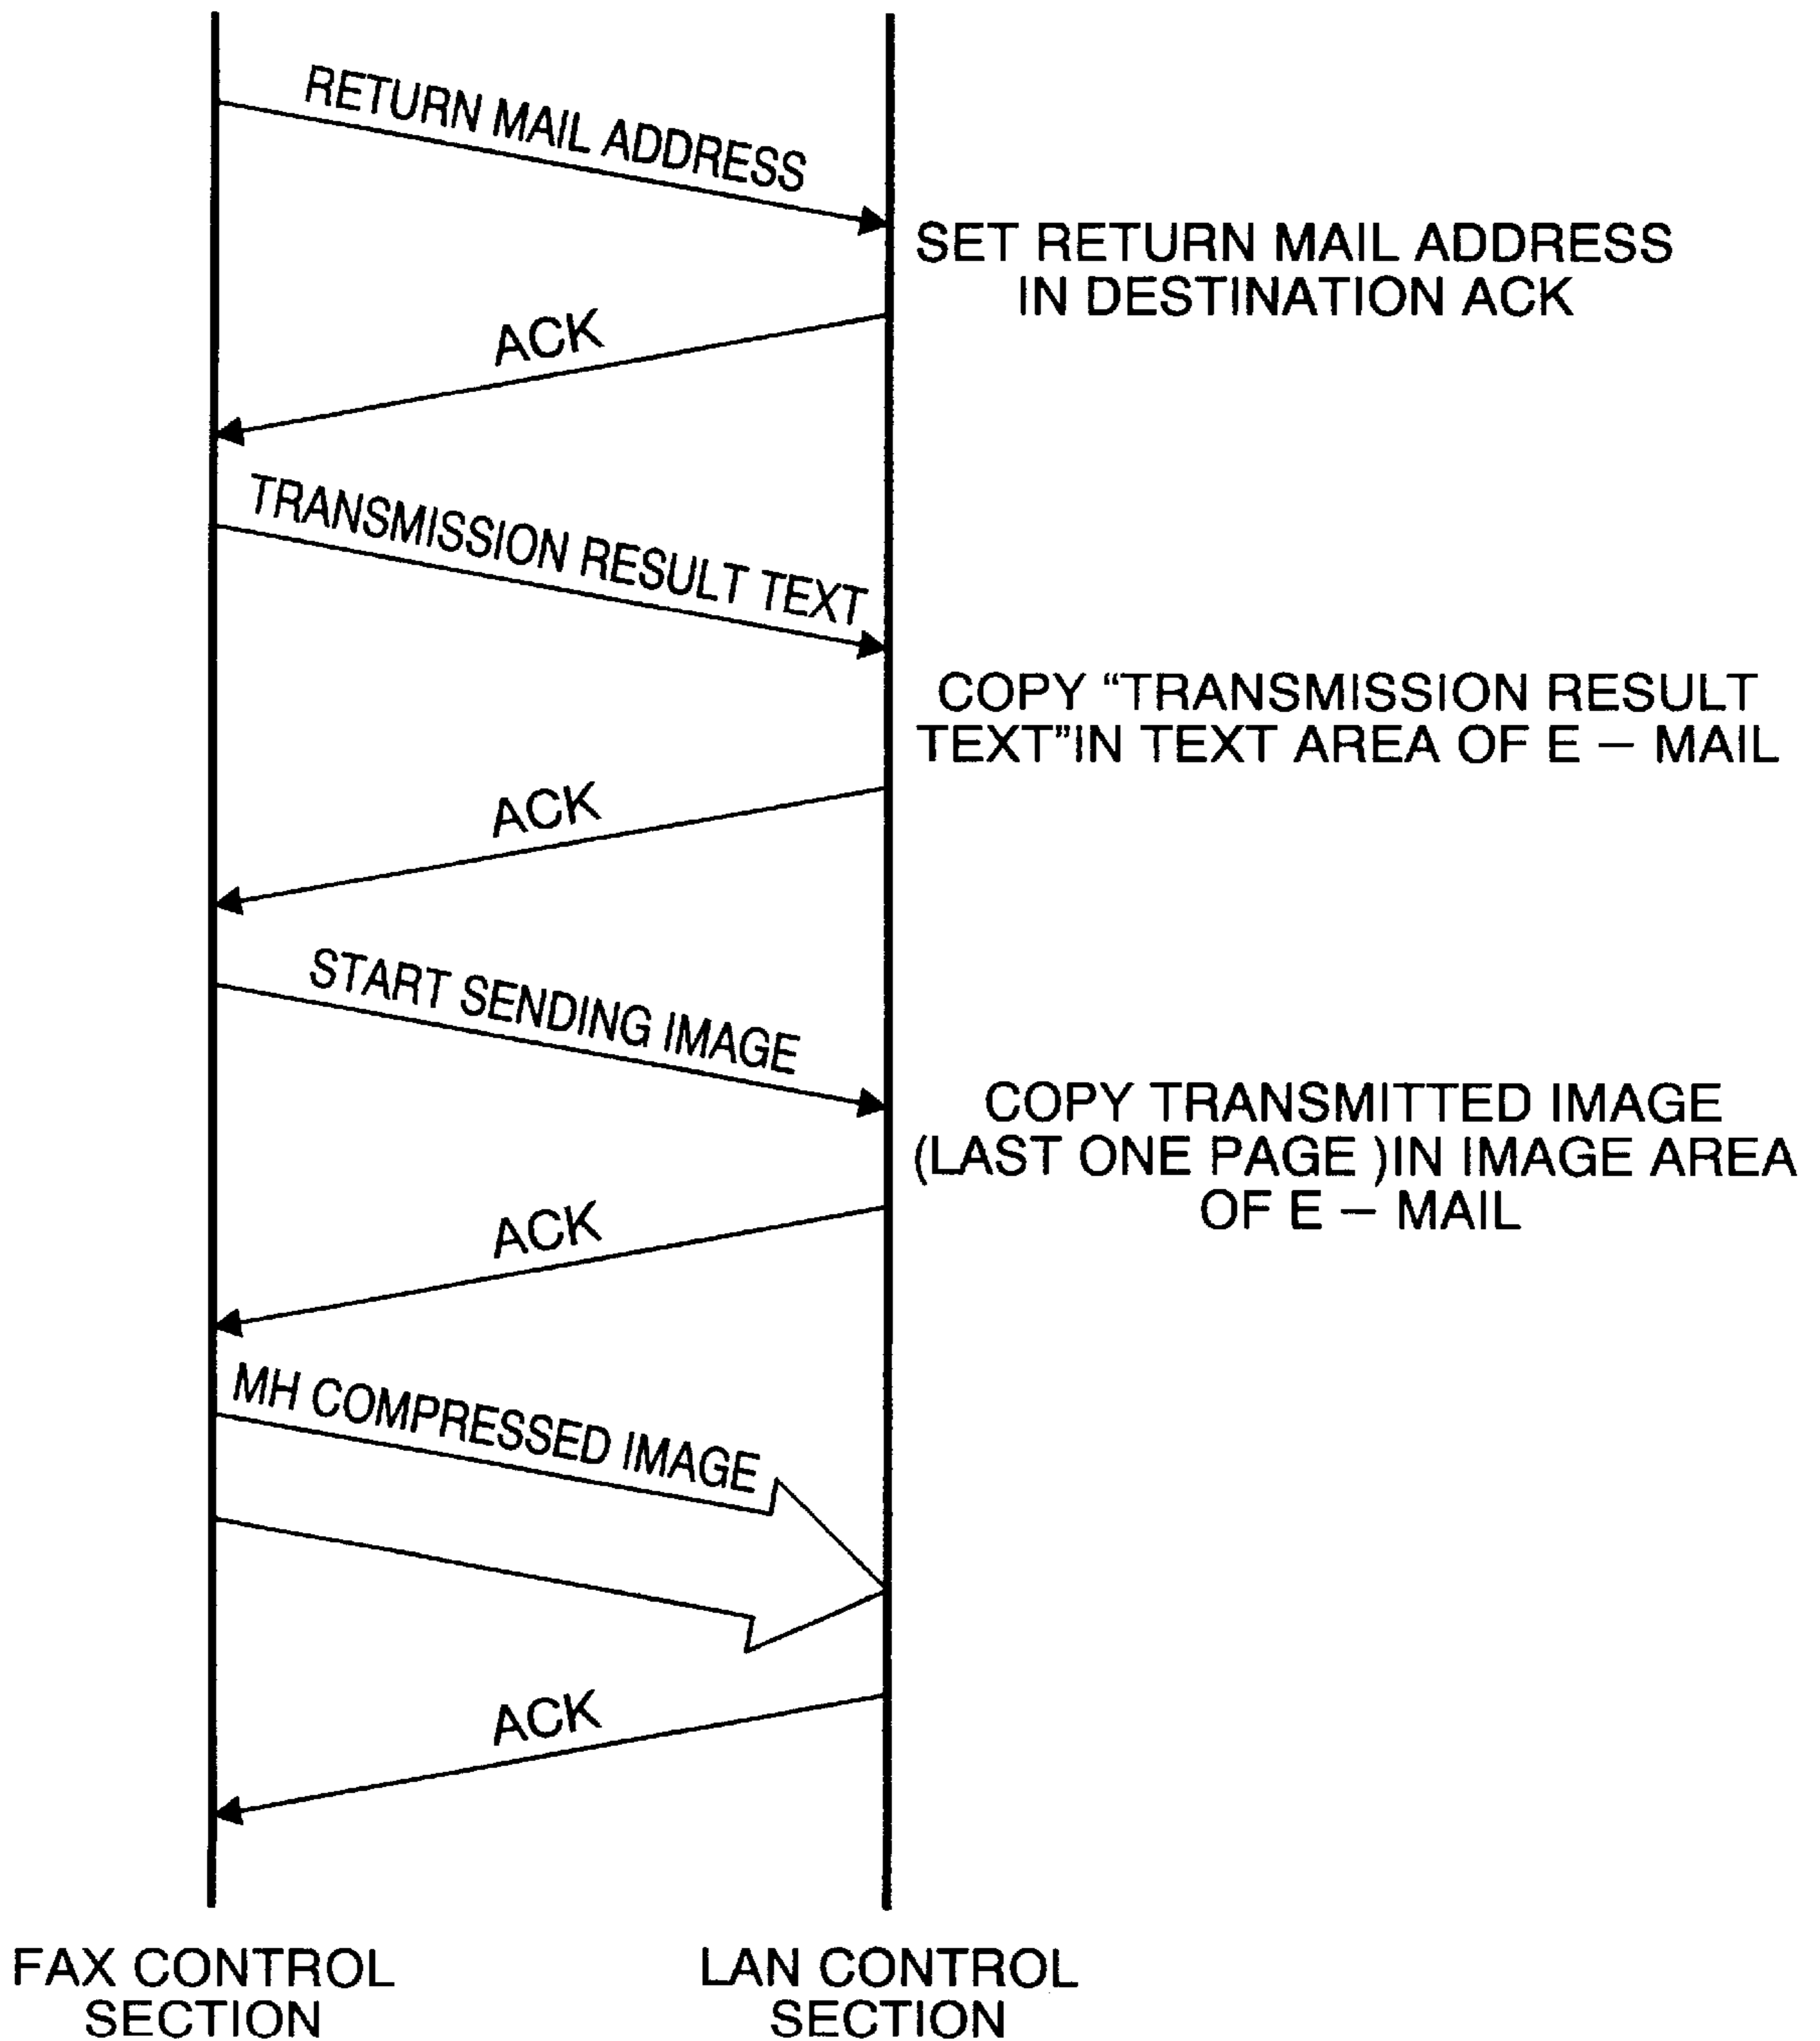 RETURN MAIL ADDRESS
SET RETURN MAIL ADDRESS
IN DESTINATION ACK
ACK
TRANSMISSION RESULT TEXT
COPY “TRANSMISSION RESULT
TEXT”IN TEXT AREA OF E – MAIL
ACK
START SENDING IMAGE
COPY TRANSMITTED IMAGE
(LAST ONE PAGE )IN IMAGE AREA
OF E – MAIL
ACK
MH COMPRESSED IMAGE
ACK
FAX CONTROL
SECTION
LAN CONTROL
SECTION